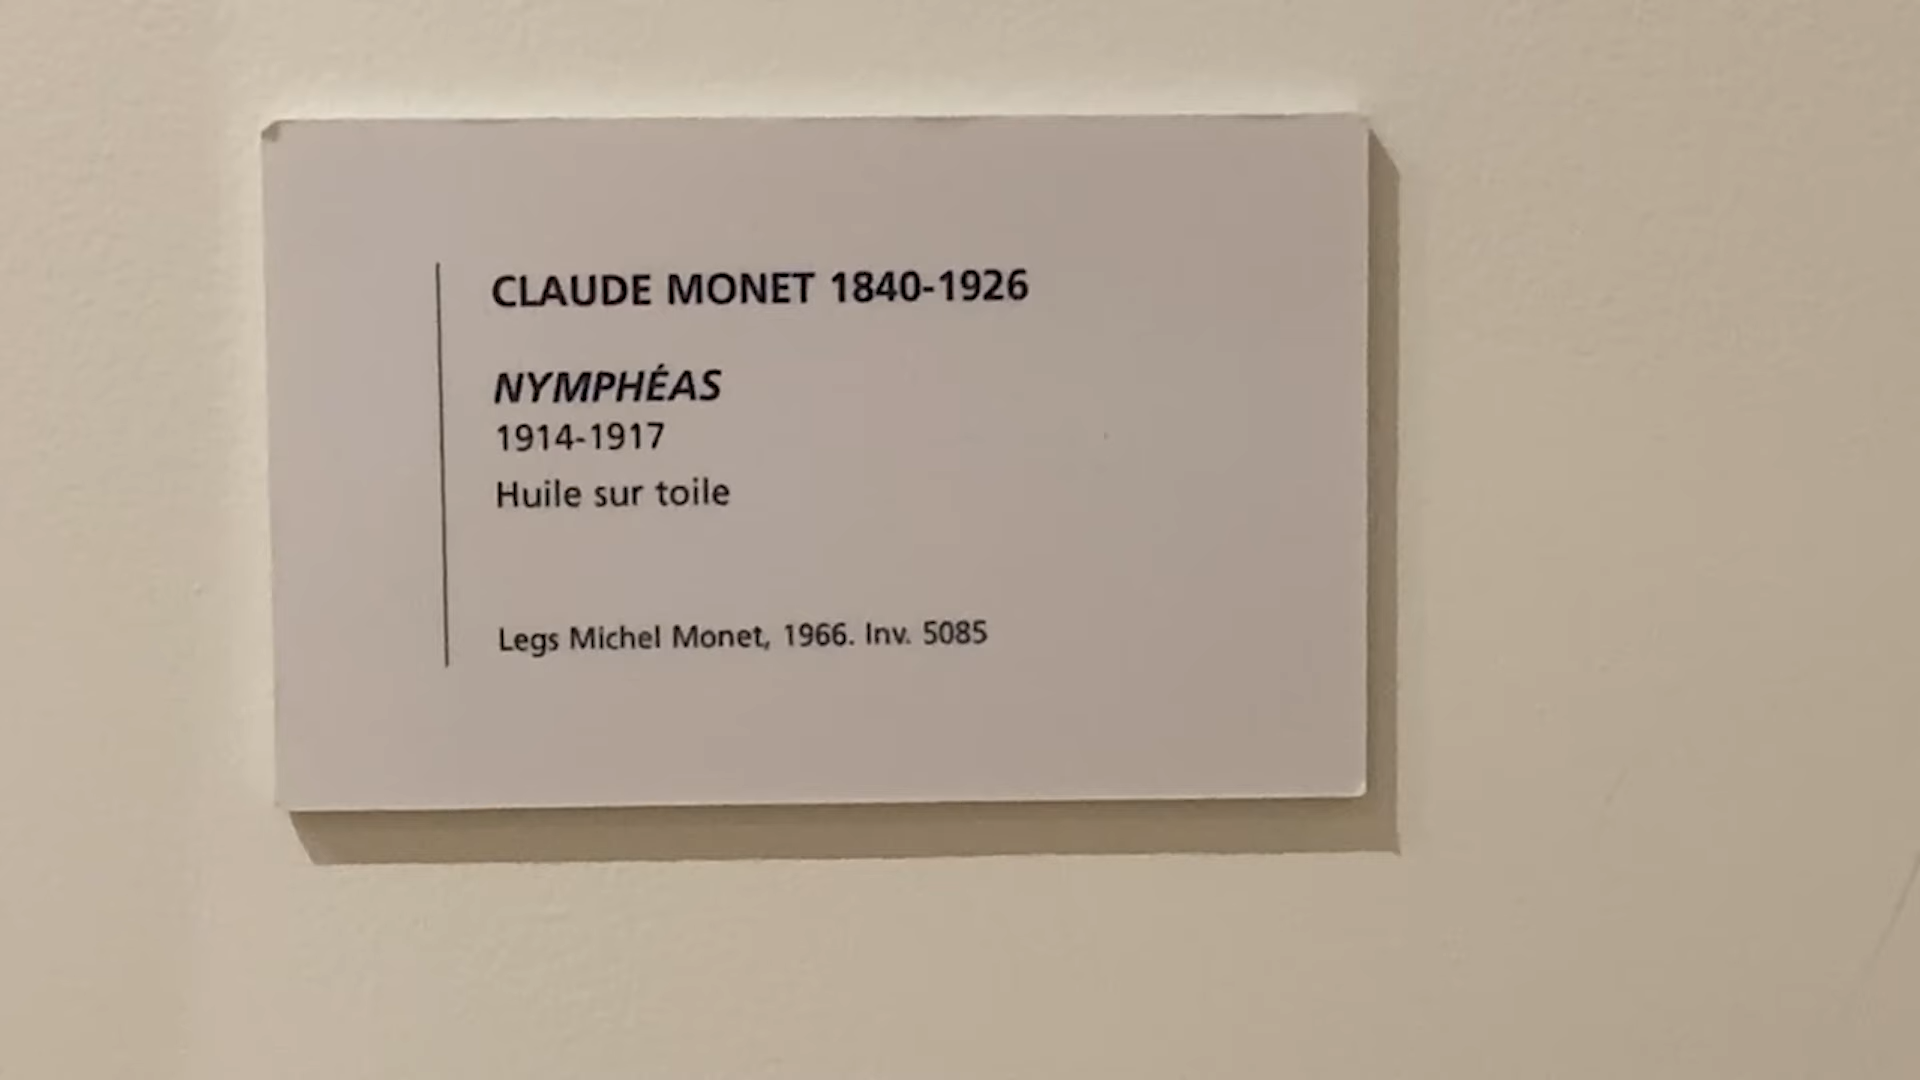 CLAUDE MONET 1840-1926
NYMPHÉAS
1914-1917
Huile sur toile
Legs Michel Monet, 1966. Inv. 5085